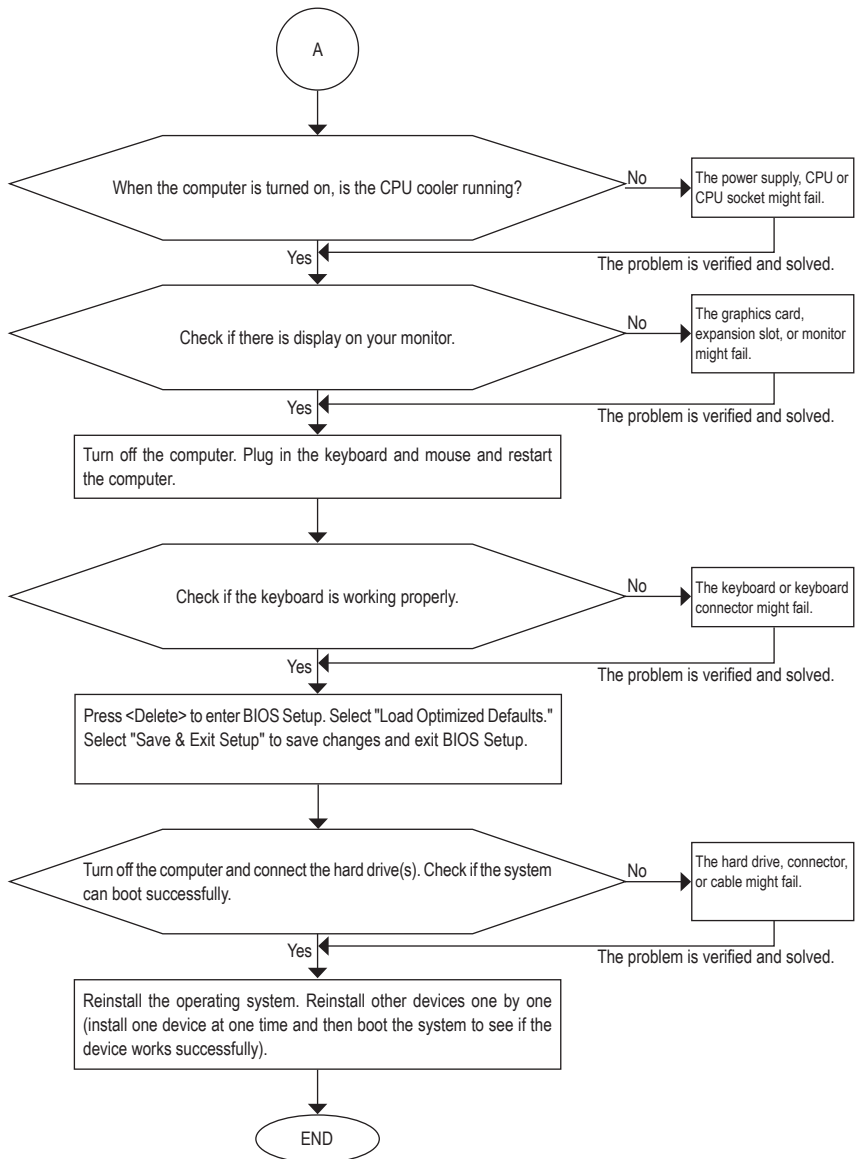 A
When the computer is turned on, is the CPU cooler running?
No
The power supply, CPU or
CPU socket might fail.
Yes
The problem is verified and solved.
Check if there is display on your monitor.
No
The graphics card,
expansion slot, or monitor
might fail.
Yes
The problem is verified and solved.
Turn off the computer. Plug in the keyboard and mouse and restart
the computer.
Check if the keyboard is working properly.
No
The keyboard or keyboard
connector might fail.
Yes
The problem is verified and solved.
Press <Delete> to enter BIOS Setup. Select "Load Optimized Defaults."
Select "Save & Exit Setup" to save changes and exit BIOS Setup.
Turn off the computer and connect the hard drive(s). Check if the system
can boot successfully.
No
The hard drive, connector,
or cable might fail.
Yes
The problem is verified and solved.
Reinstall the operating system. Reinstall other devices one by one
(install one device at one time and then boot the system to see if the
device works successfully).
END